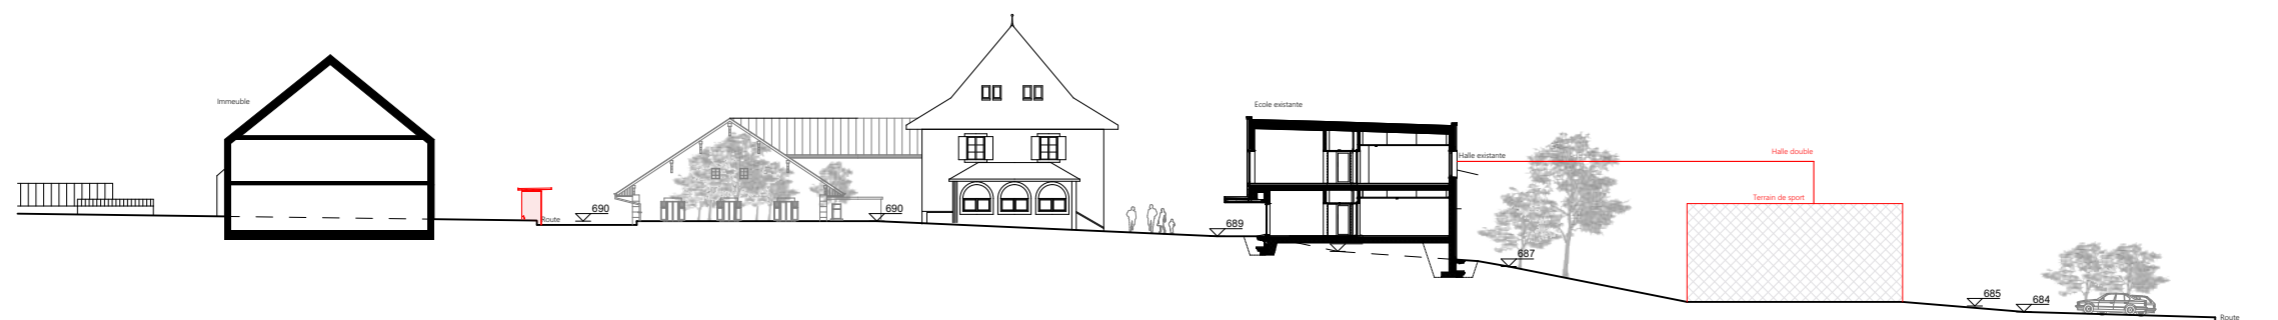 Immeuble
Route
690
690
689
Ecole existante
Halle existante
687
Halle double
Terrain de sport
685
684
Route